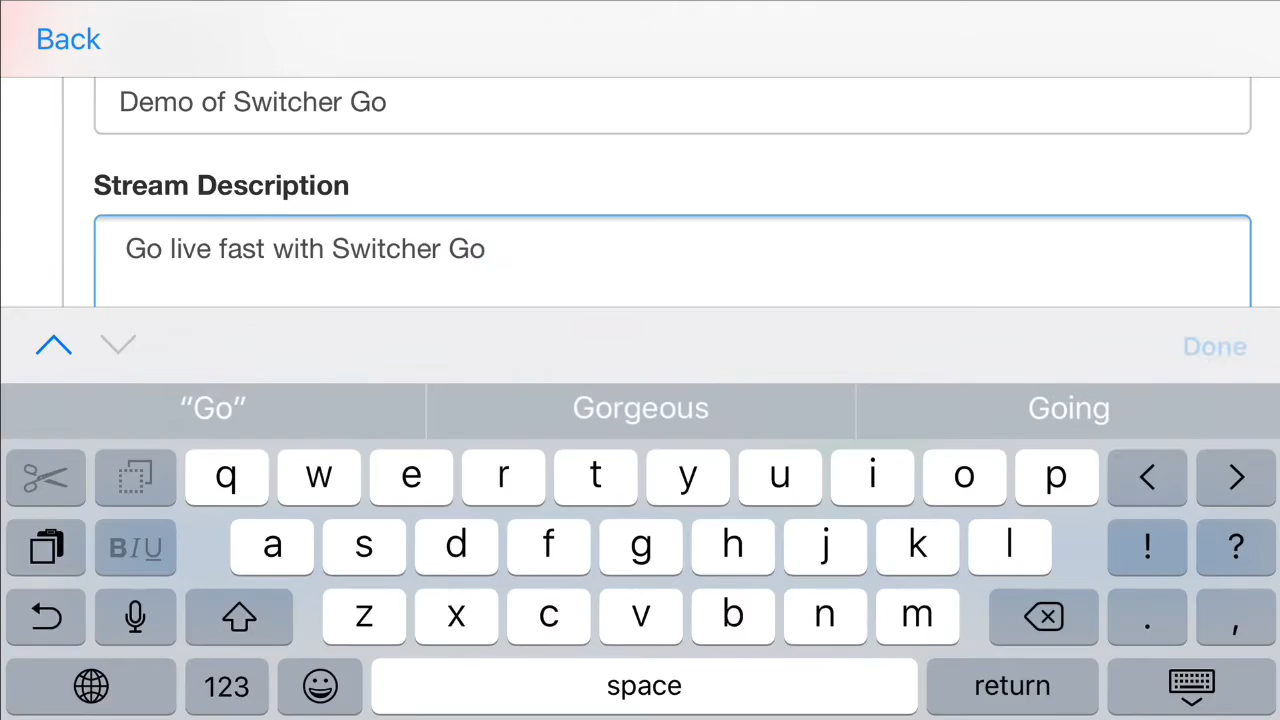 Back
Demo of Switcher Go
Stream Description
Go live fast with Switcher Go
Done
“Go” Gorgeous Going
q w e r t y u i o p < >
BIU a s d f g h j k l ! ?
z x c v b n m . ,
123 space return